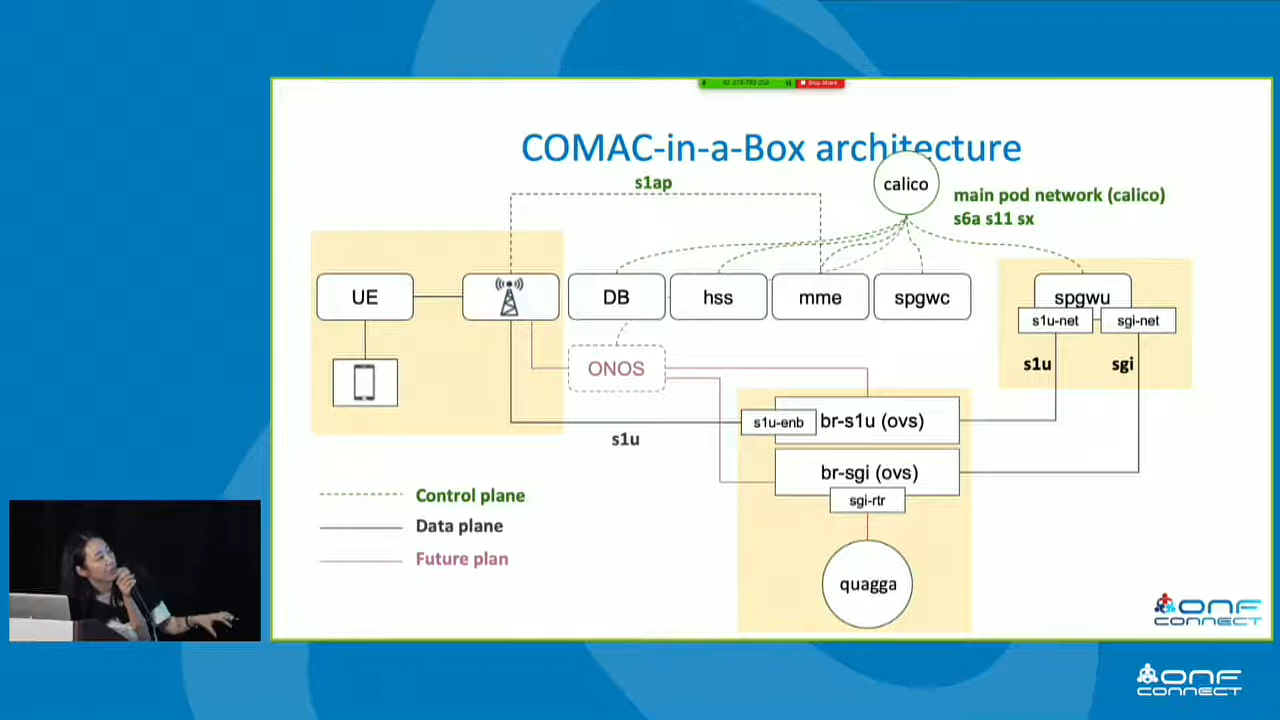 Stop Share
COMAC-in-a-Box architecture
s1ap
calico
main pod network (calico)
s6a s11 sx
UE
DB
hss
mme
spgwc
spgwu
s1u-net
sgi-net
ONOS
s1u
sgi
s1u-enb
br-s1u (ovs)
s1u
br-sgi (ovs)
sgi-rtr
Control plane
Data plane
Future plan
quagga
ONF
CONNECT
ONF
CONNECT